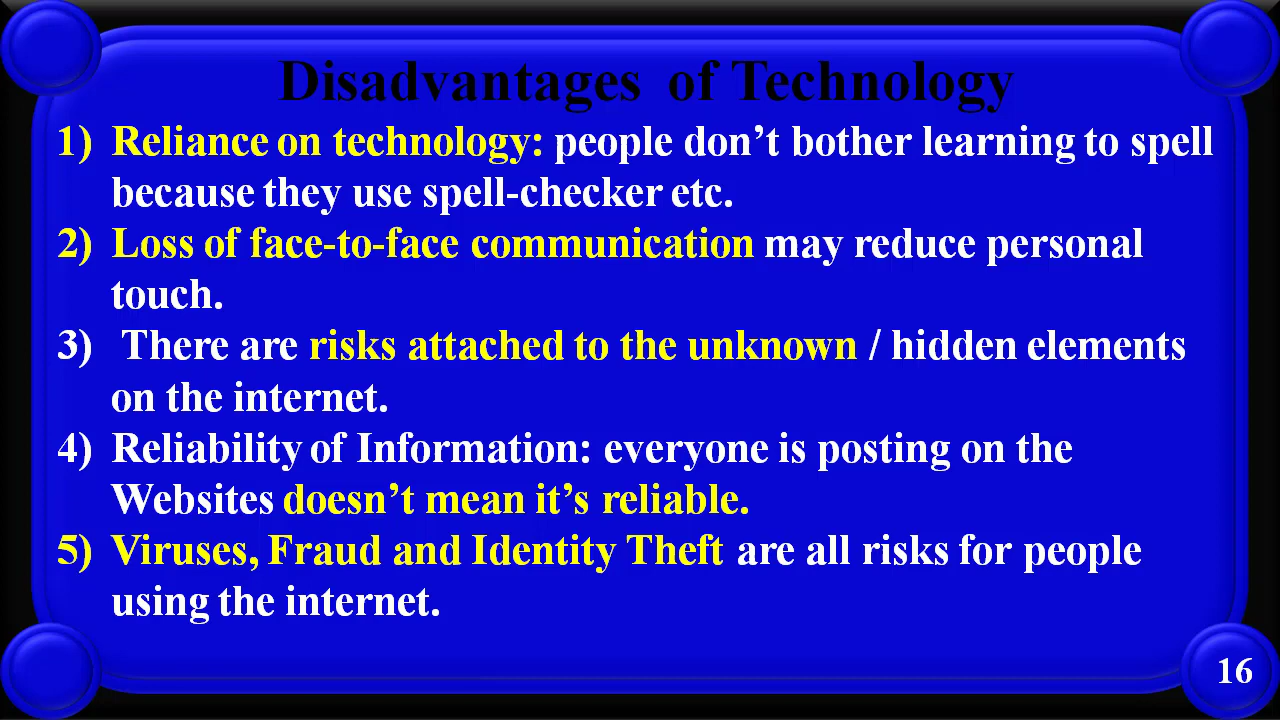 Disadvantages of Technology
1) Reliance on technology: people don’t bother learning to spell
because they use spell-checker etc.
2) Loss of face-to-face communication may reduce personal
touch.
3) There are risks attached to the unknown / hidden elements
on the internet.
4) Reliability of Information: everyone is posting on the
Websites doesn’t mean it’s reliable.
5) Viruses, Fraud and Identity Theft are all risks for people
using the internet.
16